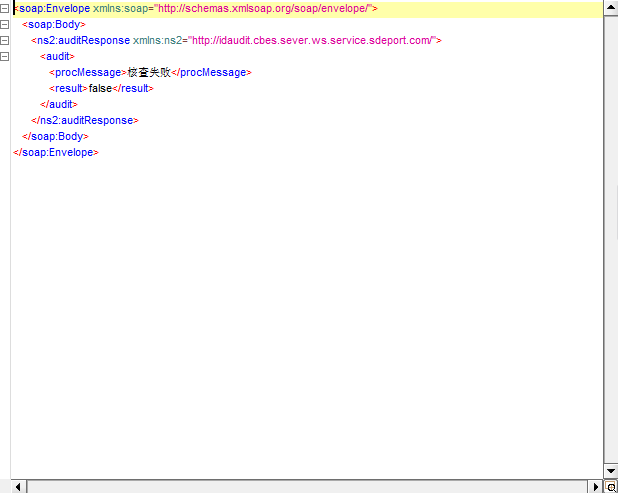 <soap:Envelope xmlns:soap="http://schemas.xmlsoap.org/soap/envelope/">
<soap:Body>
<ns2:auditResponse xmlns:ns2="http://idaudit.cbes.sever.ws.service.sdeport.com/">
<audit>
<procMessage>核查失败</procMessage>
<result>false</result>
</audit>
</ns2:auditResponse>
</soap:Body>
</soap:Envelope>